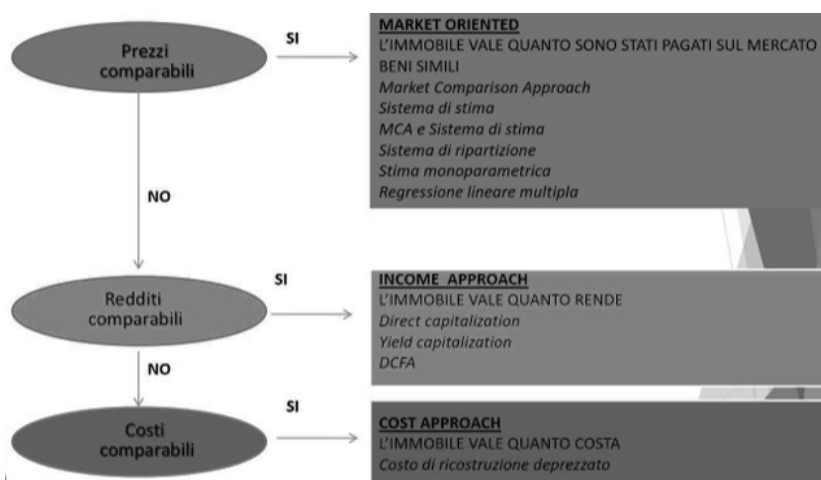 Prezzi
comparabili
SI
MARKET ORIENTED
L'IMMOBILE VALE QUANTO SONO STATI PAGATI SUL MERCATO
BENI SIMILI
Market Comparison Approach
Sistema di stima
MCA e Sistema di stima
Sistema di ripartizione
Stima monoparametrica
Regressione lineare multipla
NO
Redditi
comparabili
SI
INCOME APPROACH
L'IMMOBILE VALE QUANTO RENDE
Direct capitalization
Yield capitalization
DCFA
NO
Costi
comparabili
SI
COST APPROACH
L'IMMOBILE VALE QUANTO COSTA
Costo di ricostruzione deprezzato